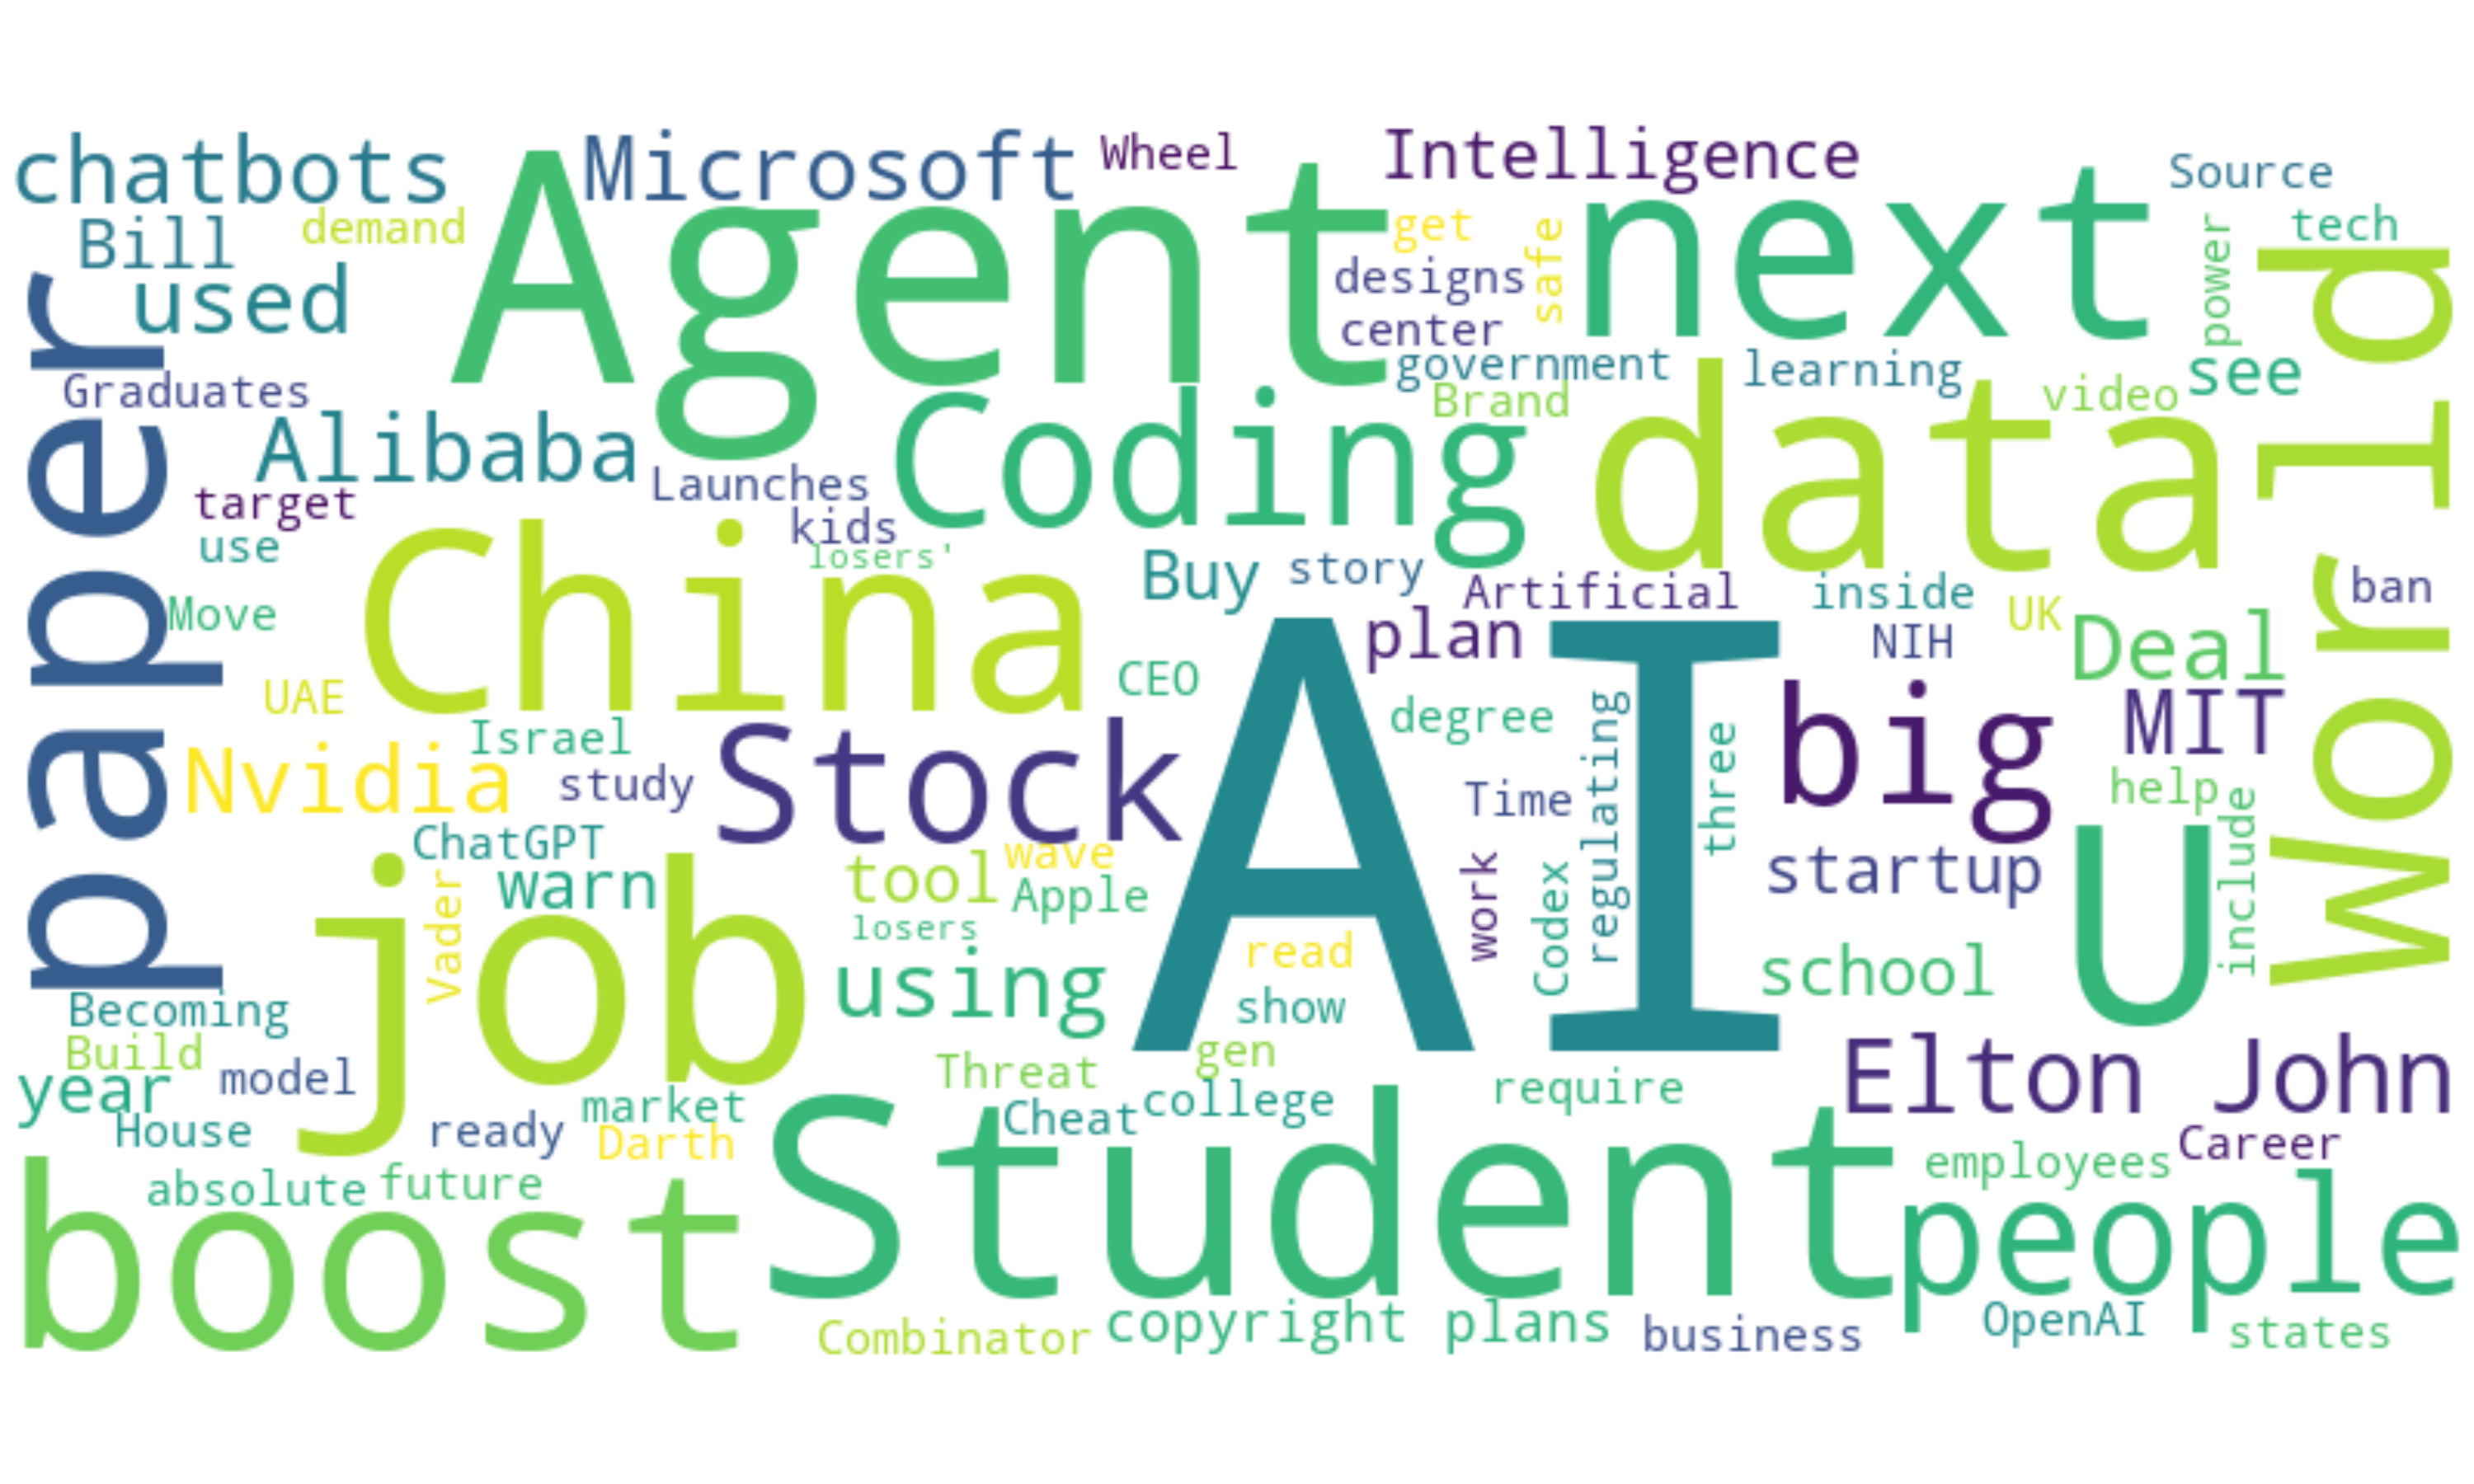 chatbots
Microsoft
Wheel
Intelligence
Source
Bill
demand
Agent
get
safe
next
power
tech
used
designs
center
paper
Graduates
government
learning
Brand
video
see
World
Alibaba
Coding
data
target
Launches
kids
use
losers'
China
Buy
story
Artificial
inside
ban
Move
plan
UK
NIH
Deal
UAE
CEO
AI
degree
regulating
three
big
MIT
Israel
Nvidia
study
Stock
Time
help
include
ChatGPT
warn
tool
wave
Apple
work
Codex
startup
U
Vader
job
losers
read
using
school
Becoming
show
Build
year
model
Threat
gen
require
Elton John
House
ready
market
Darth
Cheat
college
Career
employees
absolute
future
boost
Student
people
Combinator
copyright
plans
business
OpenAI
states